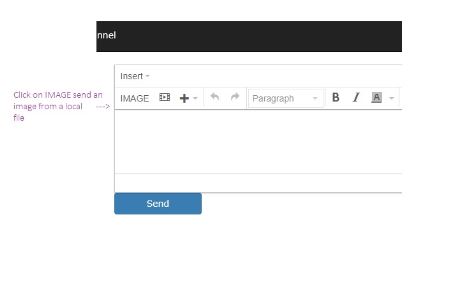 nnel
Insert
Click on IMAGE send an
image from a local --->
file
IMAGE Paragraph B I A
Send